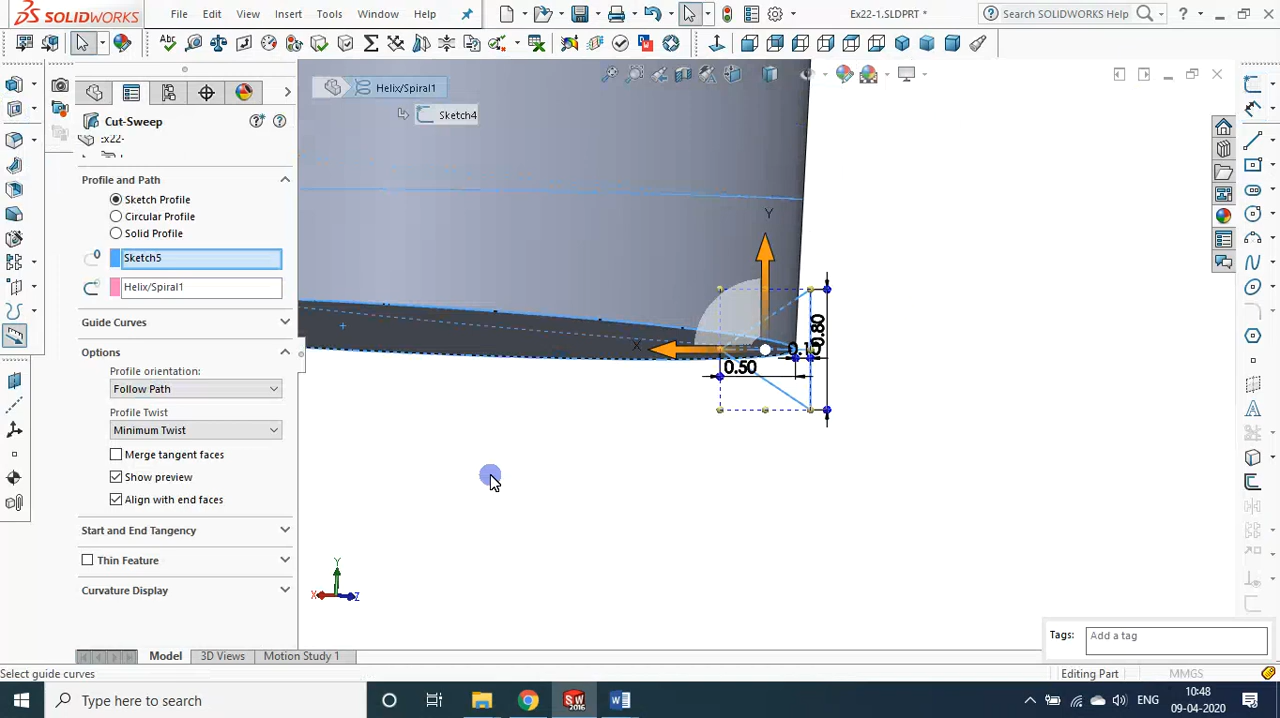 SOLIDWORKS File Edit View Insert Tools Window Help Ex22-1.SLDPRT * Search SOLIDWORKS Help
Helix/Spiral1
Sketch4
Cut-Sweep
Profile and Path
Sketch Profile
Circular Profile
Solid Profile
Sketch5
Helix/Spiral1
Guide Curves
Options
Profile orientation:
Follow Path
Profile Twist
Minimum Twist
Merge tangent faces
Show preview
Align with end faces
Start and End Tangency
Thin Feature
Curvature Display
Y
X
0.80
0.15
0.50
Y
X
Z
Tags: Add a tag
Model 3D Views Motion Study 1
Select guide curves Editing Part MMGS
Type here to search
SW
2016
ENG
10:48
09-04-2020